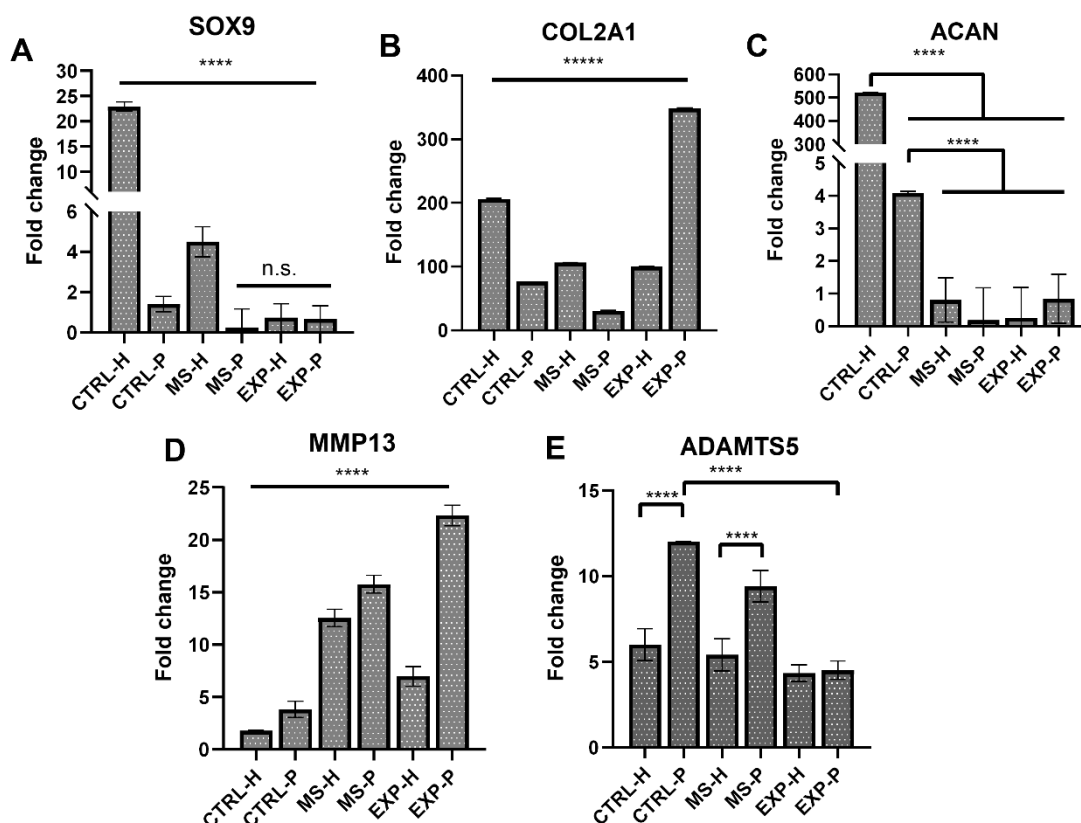 A
SOX9
****
Fold change
30
25
20
15
10
6
4
2
0
n.s.
CTRL-H
CTRL-P
MS-H
MS-P
EXP-H
EXP-P
B
COL2A1
*****
Fold change
400
300
200
100
0
CTRL-H
CTRL-P
MS-H
MS-P
EXP-H
EXP-P
C
ACAN
****
****
Fold change
600
500
400
300
200
100
5
4
3
2
1
0
CTRL-H
CTRL-P
MS-H
MS-P
EXP-H
EXP-P
D
MMP13
****
Fold change
25
20
15
10
5
0
CTRL-H
CTRL-P
MS-H
MS-P
EXP-H
EXP-P
E
ADAMTS5
****
****
****
Fold change
15
10
5
0
CTRL-H
CTRL-P
MS-H
MS-P
EXP-H
EXP-P